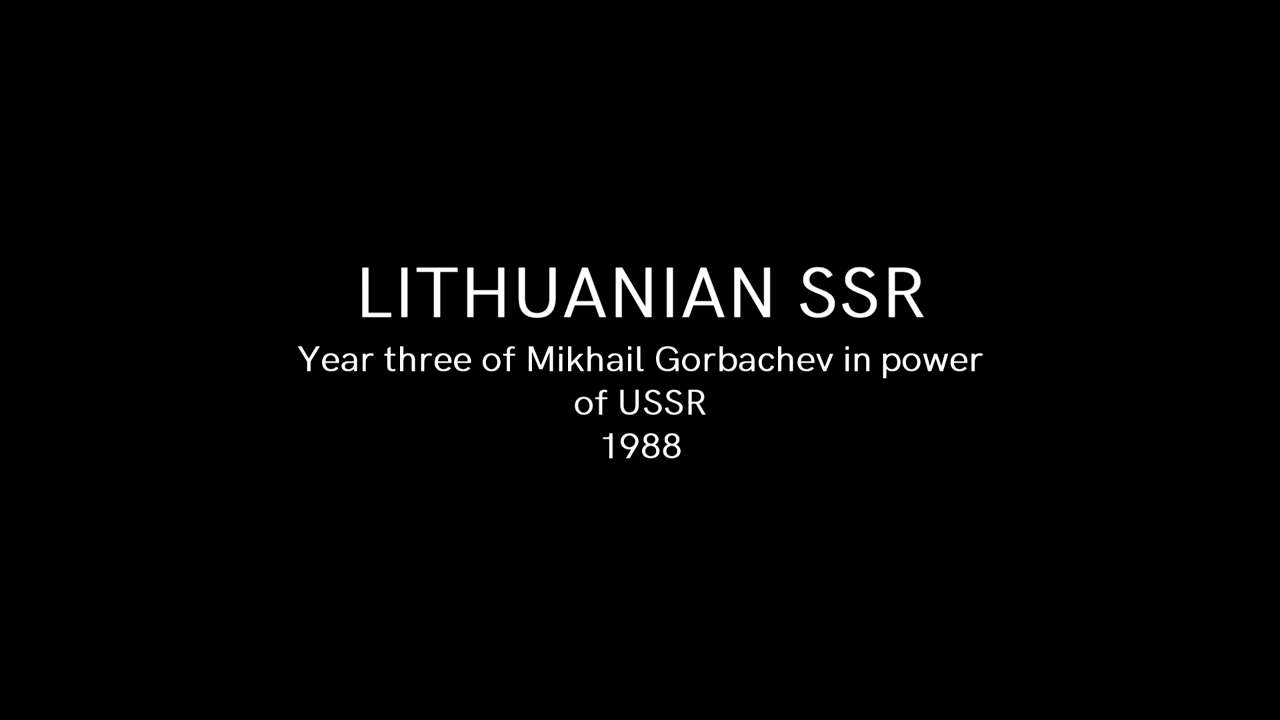 LITHUANIAN SSR
Year three of Mikhail Gorbachev in power
of USSR
1988